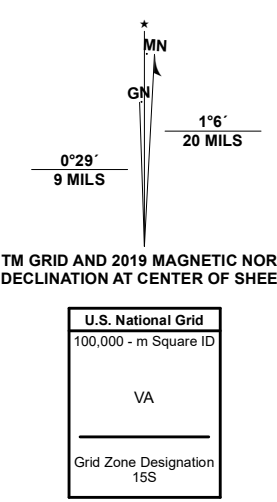 ★
MN
GN
1°6´
20 MILS
0°29´
9 MILS
TM GRID AND 2019 MAGNETIC NOR
DECLINATION AT CENTER OF SHEE
U.S. National Grid
100,000 - m Square ID
VA
Grid Zone Designation
15S